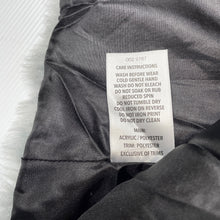 CARE INSTRUCTIONS
WASH BEFORE WEAR
COLD GENTLE HAND
WASH DO NOT BLEACH
DO NOT SOAK OR RUB
REDUCED SPIN
DO NOT TUMBLE DRY
COOL IRON ON REVERSE
DO NOT IRON PRINT
DO NOT DRY CLEAN
MAIN:
ACRYLIC / POLYESTER
TRIM: POLYESTER
EXCLUSIVE OF TRIMS